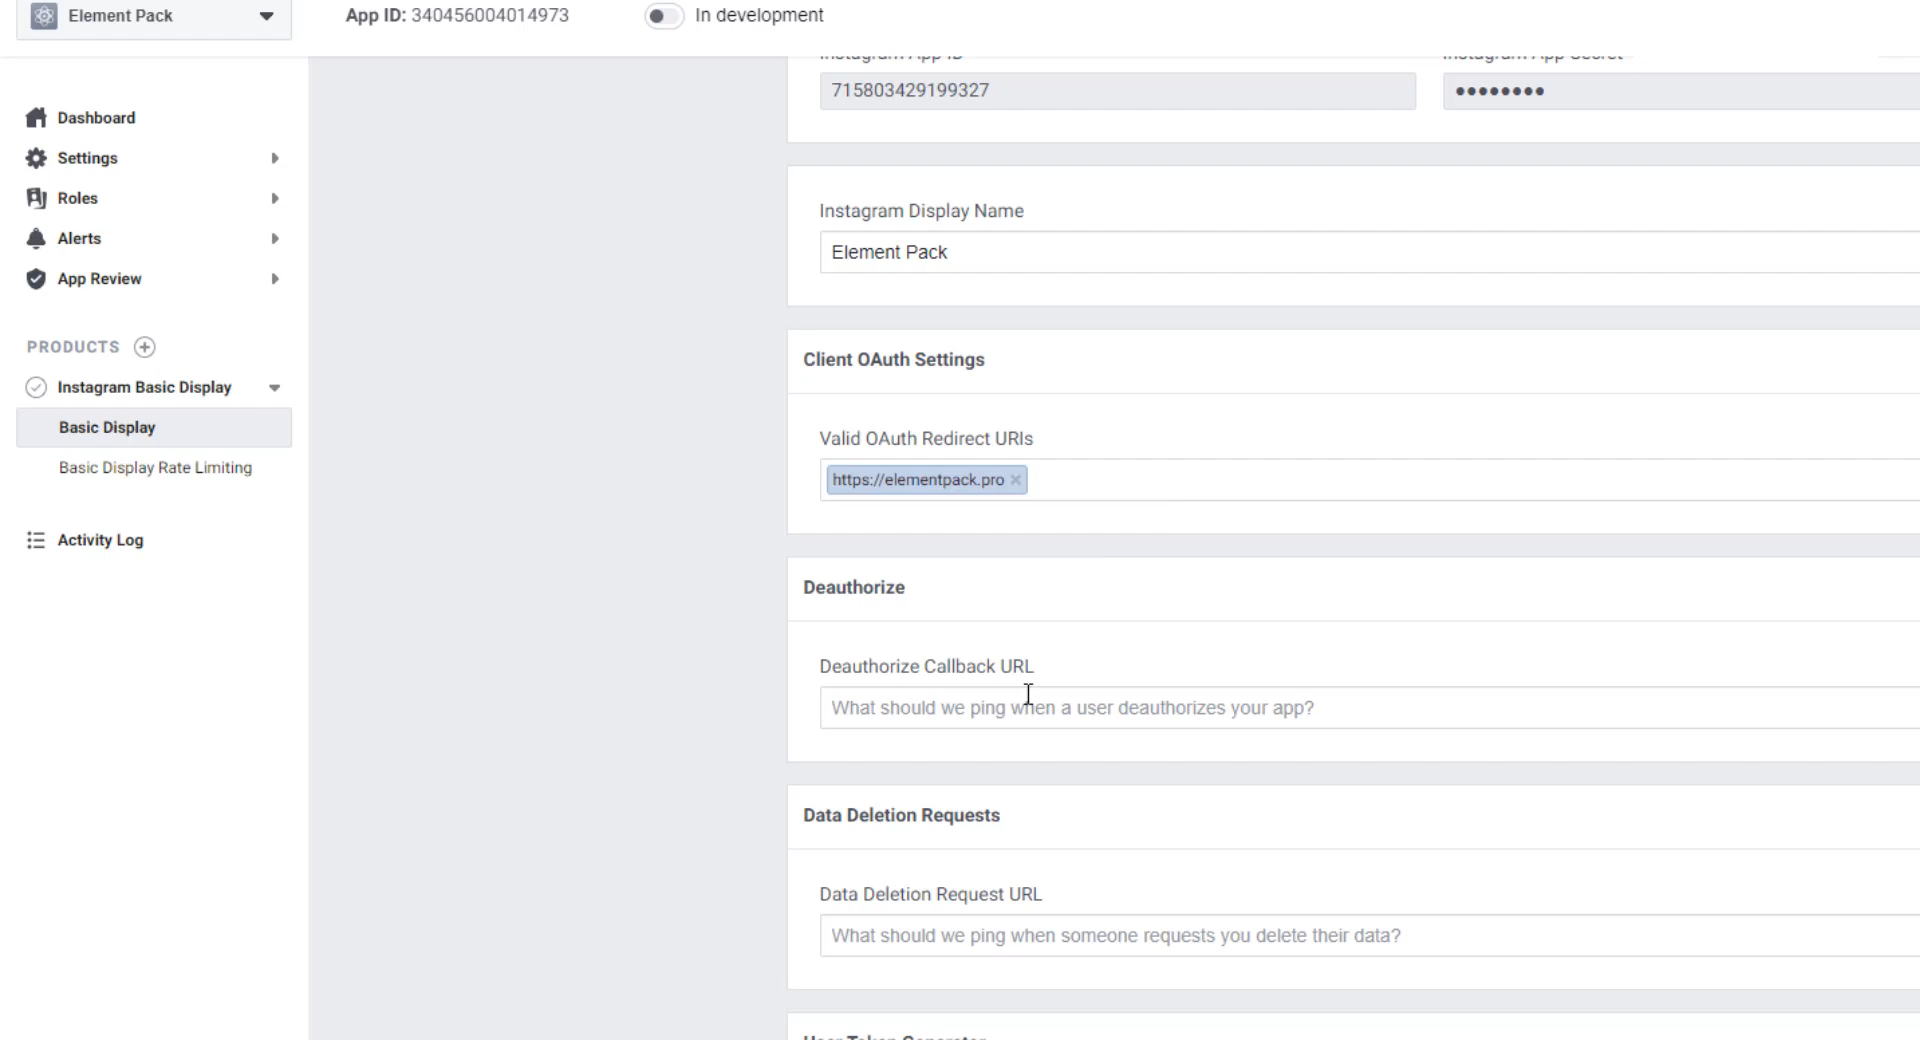 Element Pack
App ID: 340456004014973
In development
Dashboard
Settings
Roles
Alerts
App Review
PRODUCTS
Instagram Basic Display
Basic Display
Basic Display Rate Limiting
Activity Log
Instagram App ID
Instagram App Secret
715803429199327
••••••••
Instagram Display Name
Element Pack
Client OAuth Settings
Valid OAuth Redirect URIs
https://elementpack.pro
Deauthorize
Deauthorize Callback URL
What should we ping when a user deauthorizes your app?
Data Deletion Requests
Data Deletion Request URL
What should we ping when someone requests you delete their data?
User Token Generator